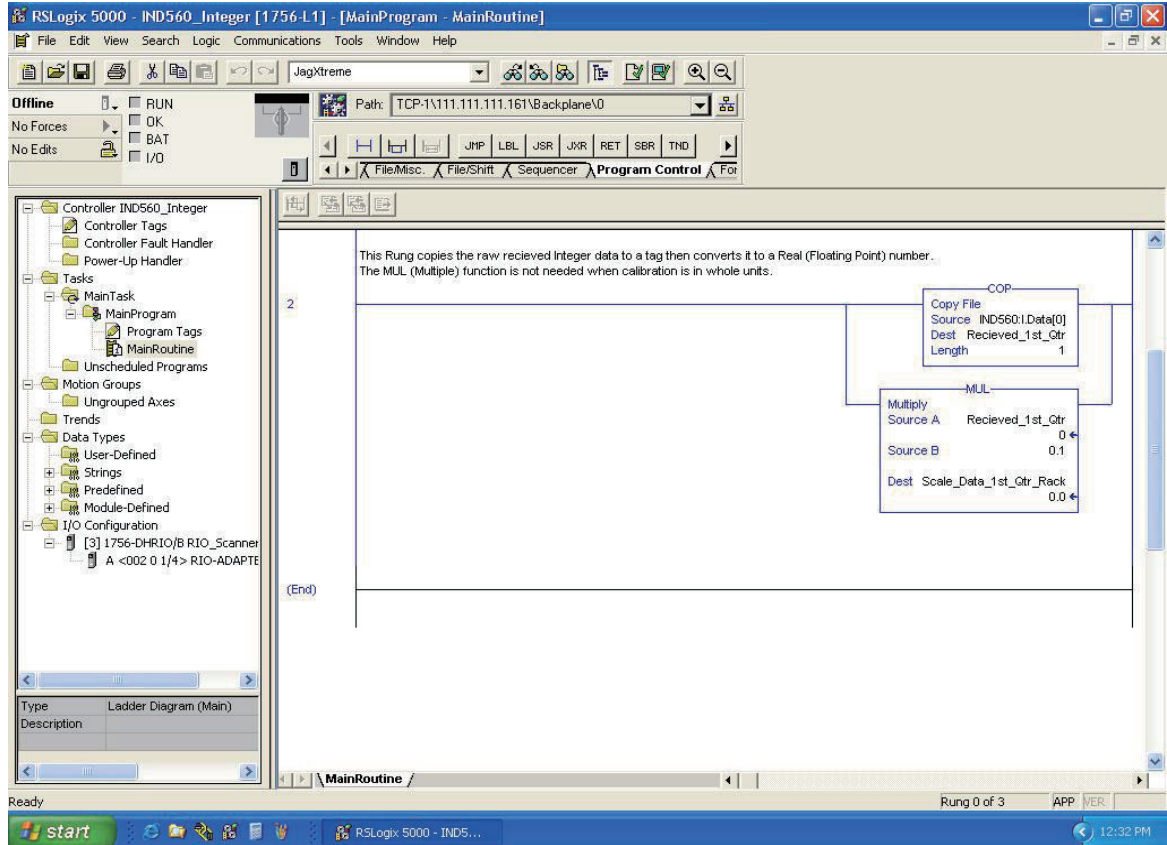 RSLogix 5000 - IND560_Integer [1756-L1] - [MainProgram - MainRoutine]
File Edit View Search Logic Communications Tools Window Help
JagXtreme
Offline
RUN
No Forces
OK
No Edits
BAT
I/O
Path: TCP-1\111.111.111.161\Backplane\0
JMP LBL JSR JXR RET SBR TND
File/Misc. File/Shift Sequencer Program Control For
Controller IND560_Integer
Controller Tags
Controller Fault Handler
Power-Up Handler
Tasks
MainTask
MainProgram
Program Tags
MainRoutine
Unscheduled Programs
Motion Groups
Ungrouped Axes
Trends
Data Types
User-Defined
Strings
Predefined
Module-Defined
I/O Configuration
[3] 1756-DHRIO/B RIO_Scanner
A <002 0 1/4> RIO-ADAPTE
Type Ladder Diagram (Main)
Description
This Rung copies the raw recieved Integer data to a tag then converts it to a Real (Floating Point) number.
The MUL (Multiple) function is not needed when calibration is in whole units.
2
COP
Copy File
Source IND560:I.Data[0]
Dest Recieved_1st_Qtr
Length 1
MUL
Multiply
Source A Recieved_1st_Qtr
0
Source B 0.1
Dest Scale_Data_1st_Qtr_Rack
0.0
(End)
MainRoutine
Ready
Rung 0 of 3 APP VER
start
RSLogix 5000 - IND5...
12:32 PM